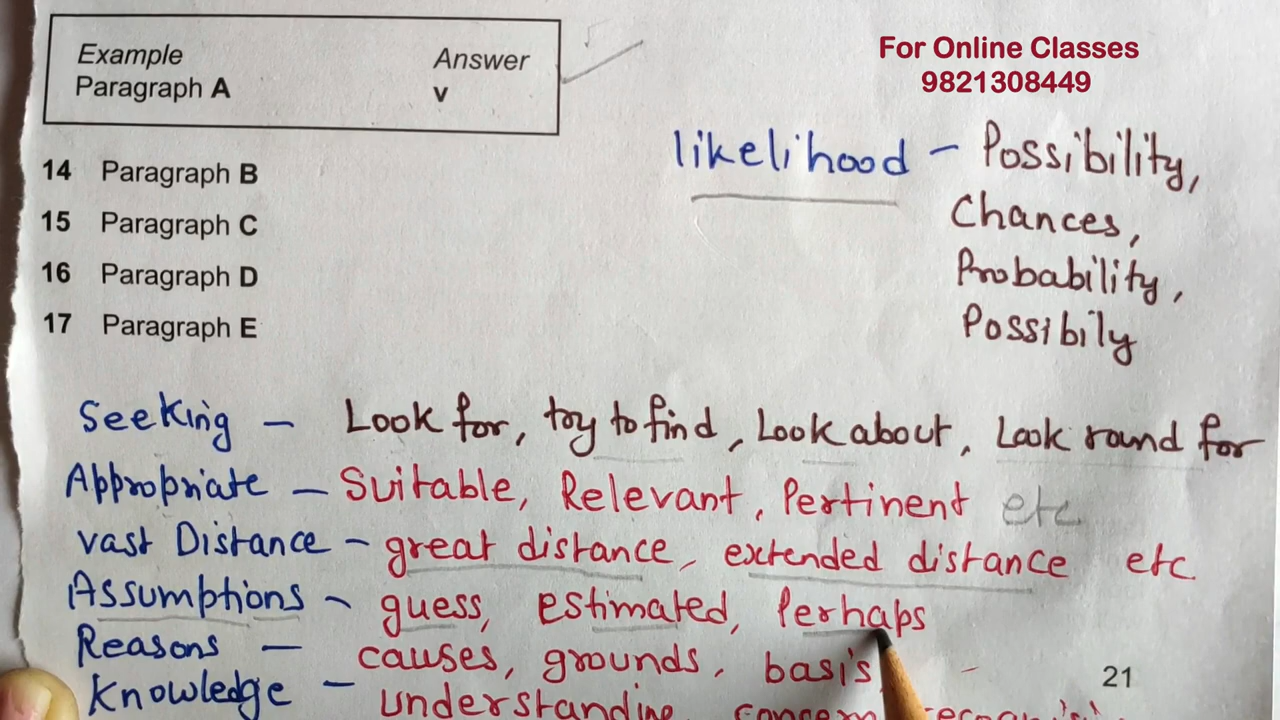 Example Answer
Paragraph A v
For Online Classes
9821308449
14 Paragraph B
15 Paragraph C
16 Paragraph D
17 Paragraph E
likelihood - Possibility,
Chances,
Probability,
Possibily
Seeking - Look for, try to find, Look about, Look round for
Appropriate - Suitable, Relevant, Pertinent etc
vast Distance - great distance, extended distance etc
Assumptions - guess, estimated, Perhaps
Reasons - causes, grounds, basis
21
Knowledge - understanding,